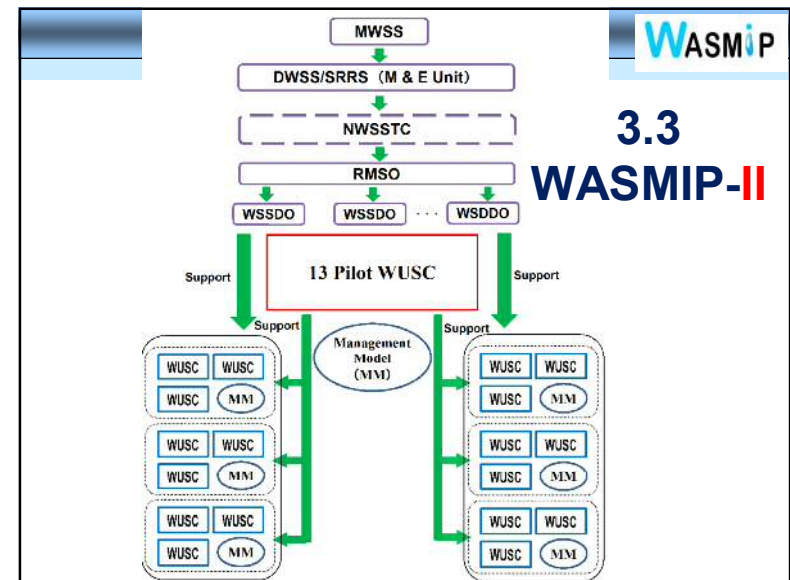 MWSS
WASMiP
DWSS/SRRS (M & E Unit)
NWSSTC
3.3
WASMIP-II
RMSO
WSSDO WSSDO ... WSDDO
13 Pilot WUSC
Support
Support
Support
Support
Management
Model
(MM)
WUSC WUSC
WUSC MM
WUSC WUSC
WUSC MM
WUSC WUSC
WUSC MM
WUSC WUSC
WUSC MM
WUSC WUSC
WUSC MM
WUSC WUSC
WUSC MM